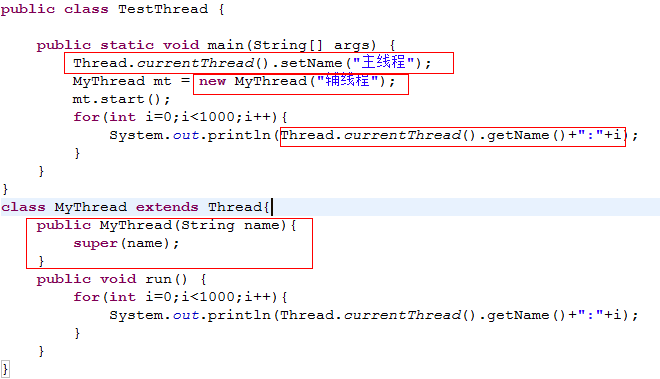 public class TestThread {
public static void main(String[] args) {
Thread.currentThread().setName("主线程");
MyThread mt = new MyThread("辅线程");
mt.start();
for(int i=0;i<1000;i++){
System.out.println(Thread.currentThread().getName()+":"+i);
}
}
}
class MyThread extends Thread{
public MyThread(String name){
super(name);
}
public void run() {
for(int i=0;i<1000;i++){
System.out.println(Thread.currentThread().getName()+":"+i);
}
}
}